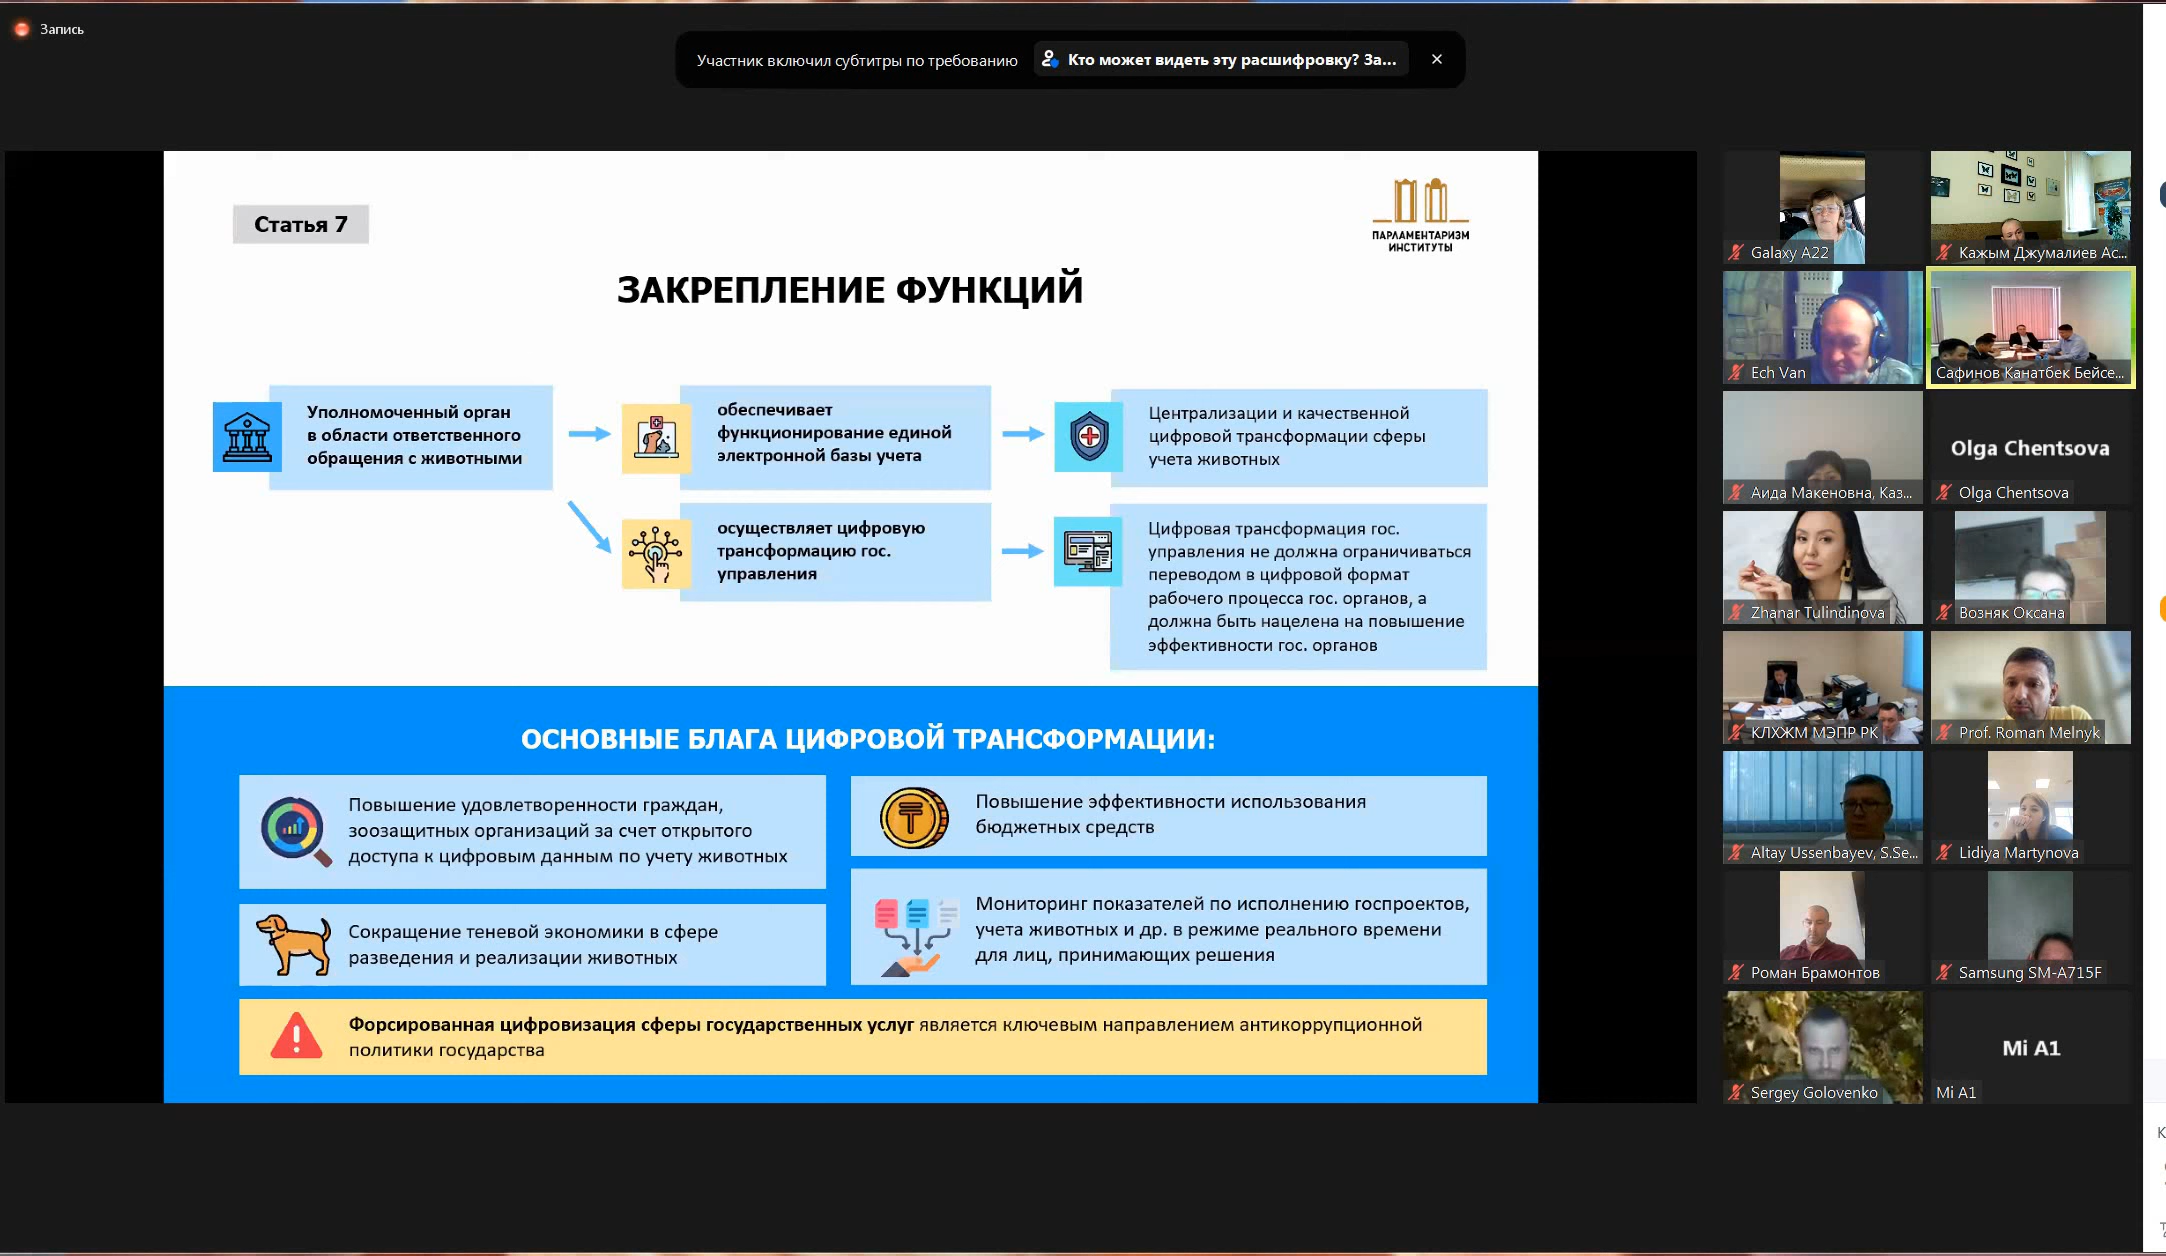 Запись
Участник включил субтитры по требованию
Кто может видеть эту расшифровку? За...
Статья 7
ПАРЛАМЕНТАРИЗМ
ИНСТИТУТЫ
ЗАКРЕПЛЕНИЕ ФУНКЦИЙ
Уполномоченный орган
в области ответственного
обращения с животными
обеспечивает
функционирование единой
электронной базы учета
Централизации и качественной
цифровой трансформации сферы
учета животных
осуществляет цифровую
трансформацию гос.
управления
Цифровая трансформация гос.
управления не должна ограничиваться
переводом в цифровой формат
рабочего процесса гос. органов, а
должна быть нацелена на повышение
эффективности гос. органов
ОСНОВНЫЕ БЛАГА ЦИФРОВОЙ ТРАНСФОРМАЦИИ:
Повышение удовлетворенности граждан,
зоозащитных организаций за счет открытого
доступа к цифровым данным по учету животных
Повышение эффективности использования
бюджетных средств
Сокращение теневой экономики в сфере
разведения и реализации животных
Мониторинг показателей по исполнению госпроектов,
учета животных и др. в режиме реального времени
для лиц, принимающих решения
Форсированная цифровизация сферы государственных услуг является ключевым направлением антикоррупционной
политики государства
Galaxy A22
Кажым Джумалиев Ас...
Ech Van
Сафинов Канатбек Бейсе...
Аида Макеновна, Каз...
Olga Chentsova
Olga Chentsova
Zhanar Tulindinova
Возняк Оксана
КЛХЖМ МЭПР РК
Prof. Roman Melnyk
Altay Ussenbayev, S.Se...
Lidiya Martynova
Роман Брамонтов
Samsung SM-A715F
Sergey Golovenko
Mi A1
Mi A1